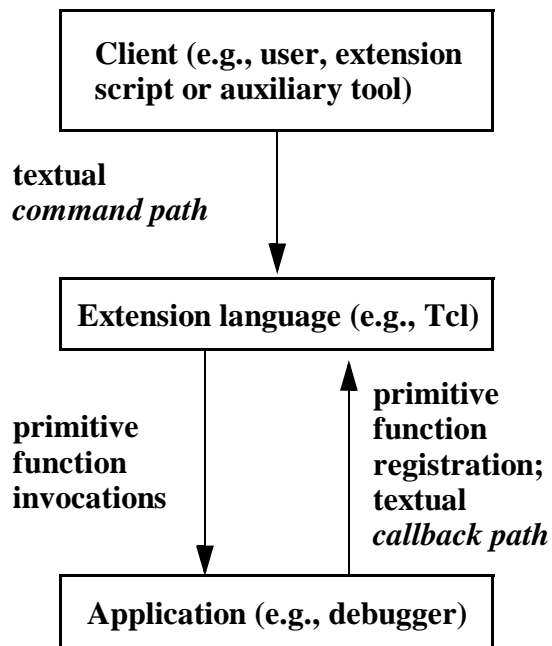 Client (e.g., user, extension
script or auxiliary tool)
textual
command path
Extension language (e.g., Tcl)
primitive
function
invocations
primitive
function
registration;
textual
callback path
Application (e.g., debugger)